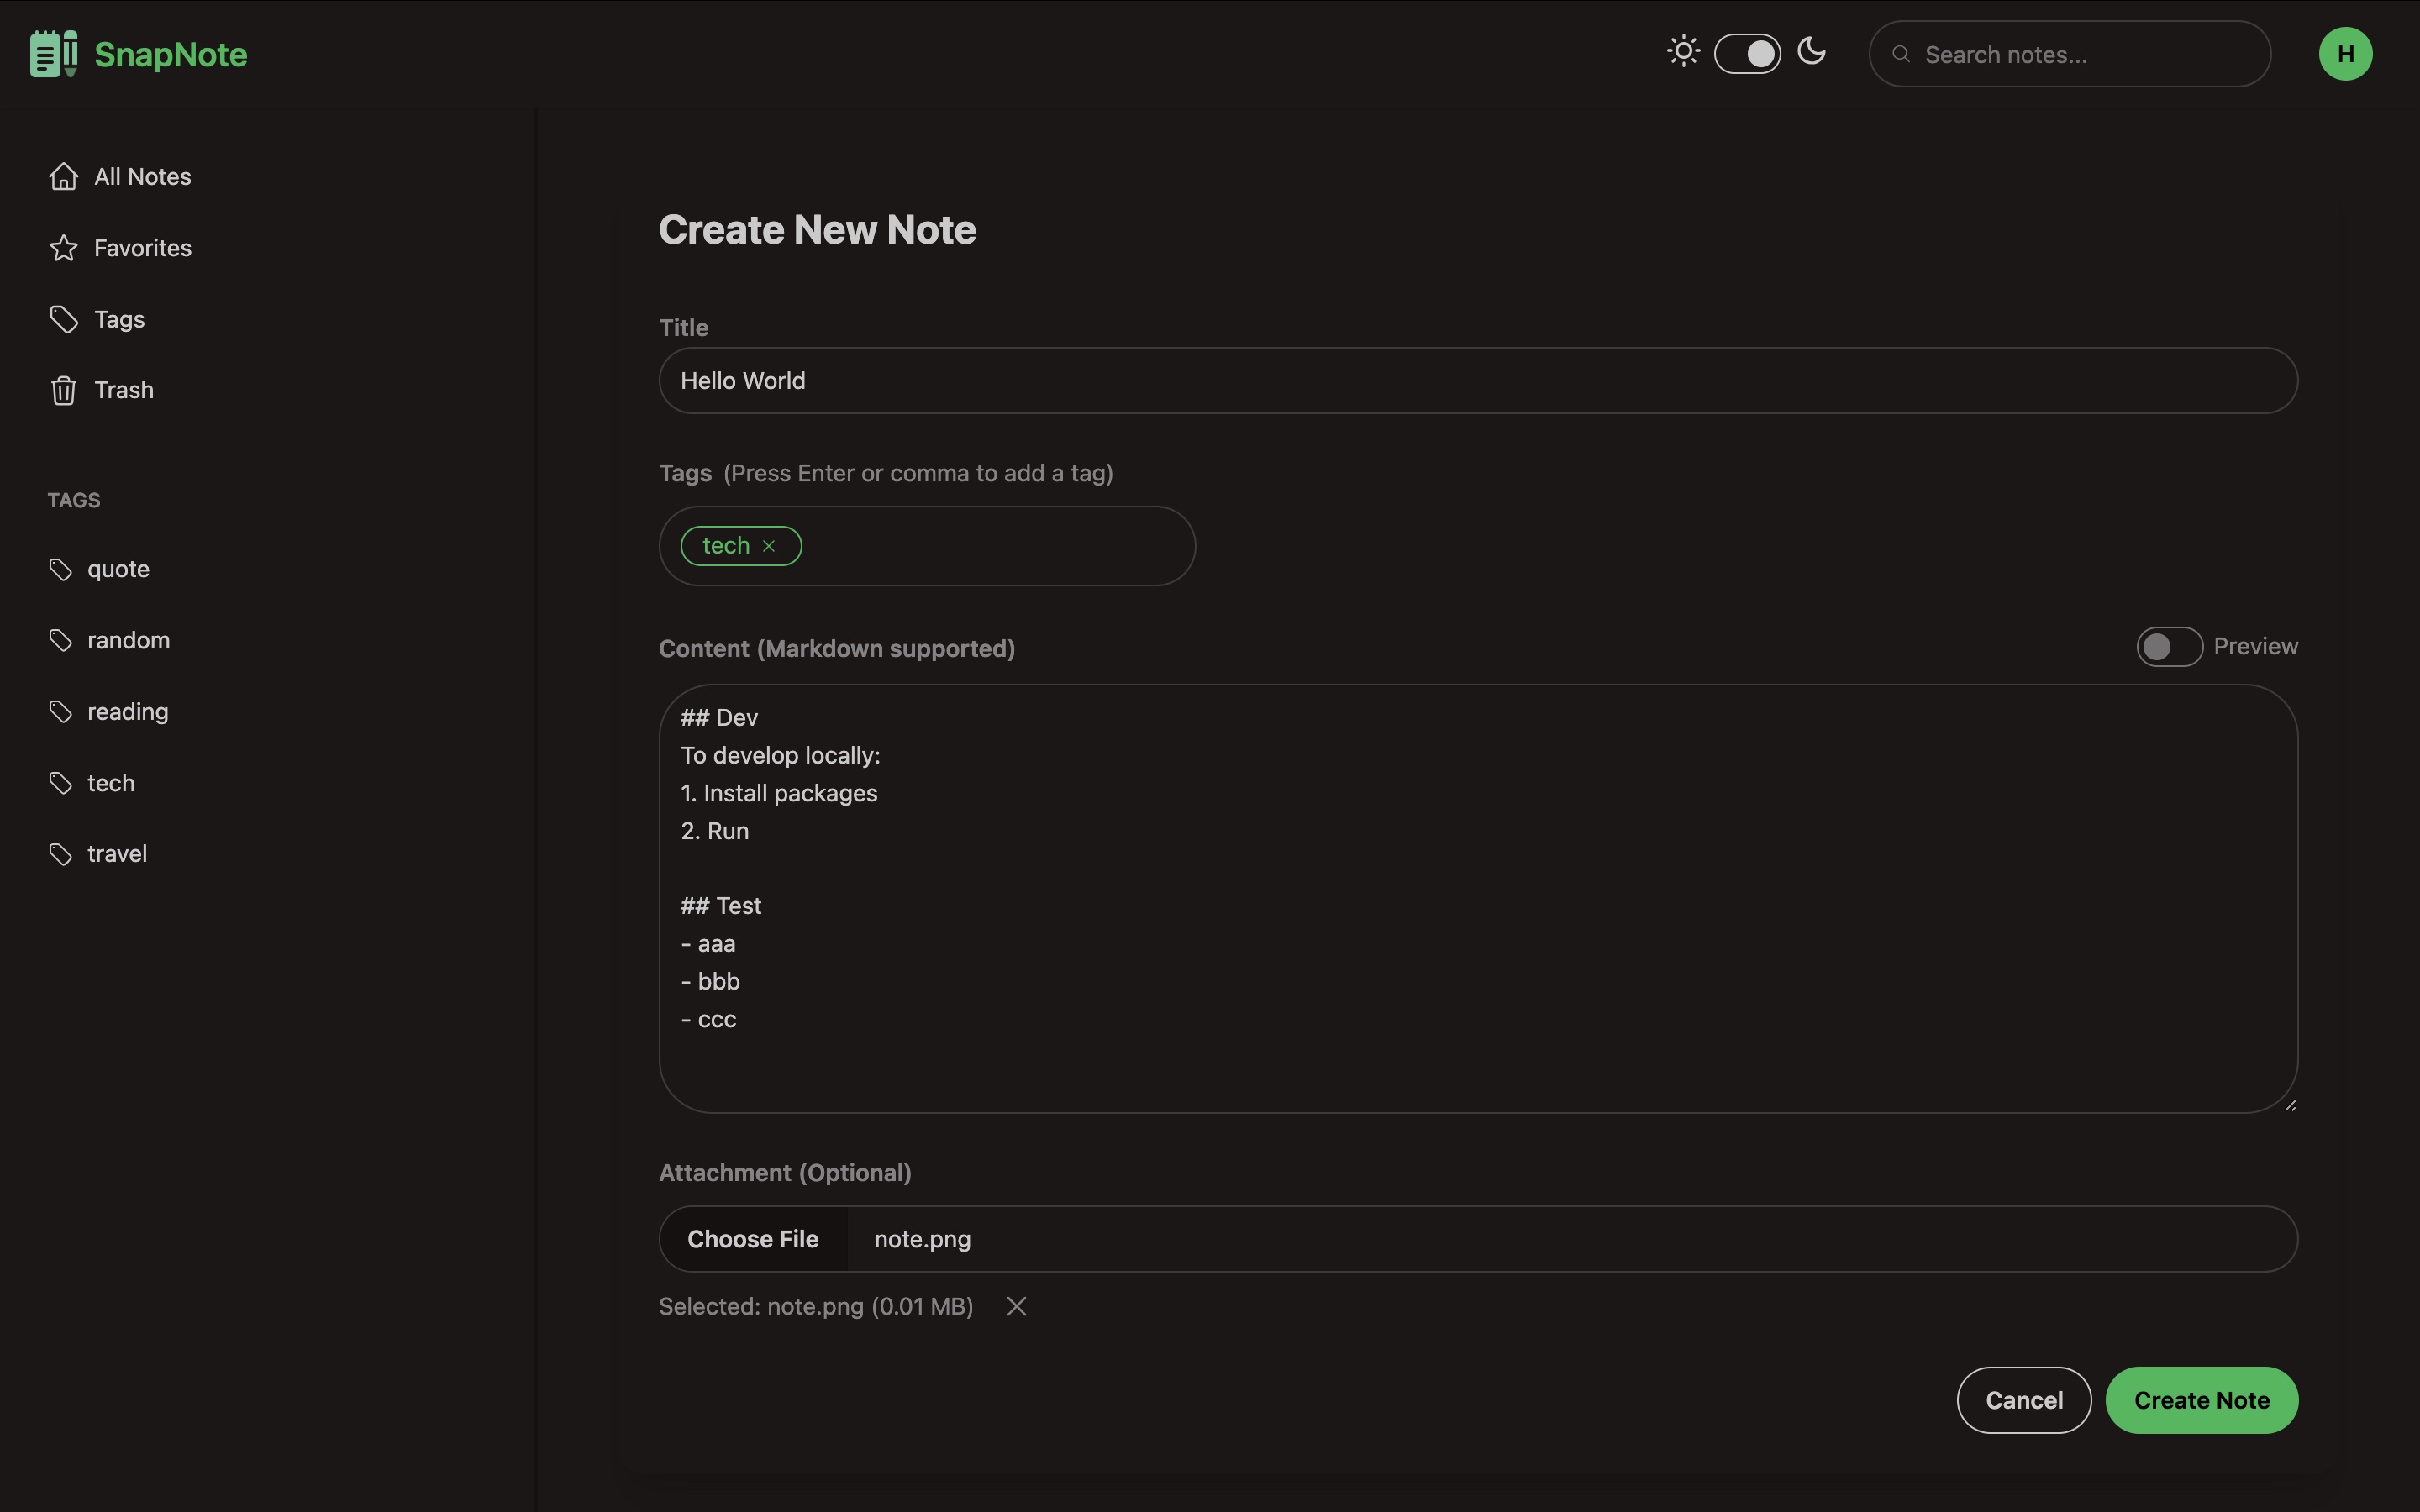 SnapNote
Search notes...
H
All Notes
Favorites
Tags
Trash
TAGS
quote
random
reading
tech
travel
Create New Note
Title
Hello World
Tags (Press Enter or comma to add a tag)
tech
Content (Markdown supported)
Preview
## Dev
To develop locally:
1. Install packages
2. Run
## Test
- aaa
- bbb
- ccc
Attachment (Optional)
Choose File note.png
Selected: note.png (0.01 MB)
Cancel
Create Note